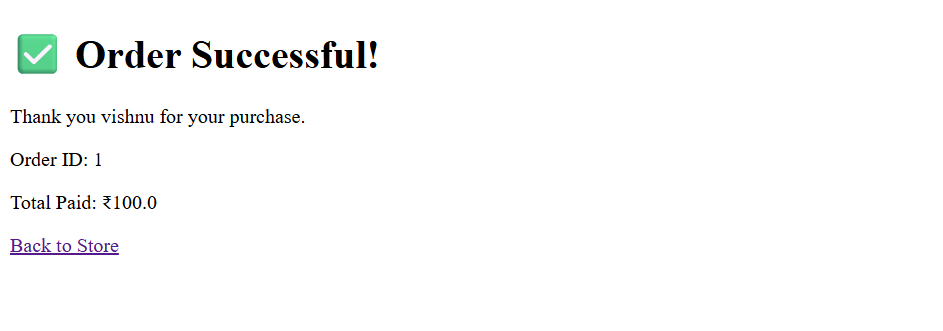 ✅ Order Successful!
Thank you vishnu for your purchase.
Order ID: 1
Total Paid: ₹100.0
Back to Store